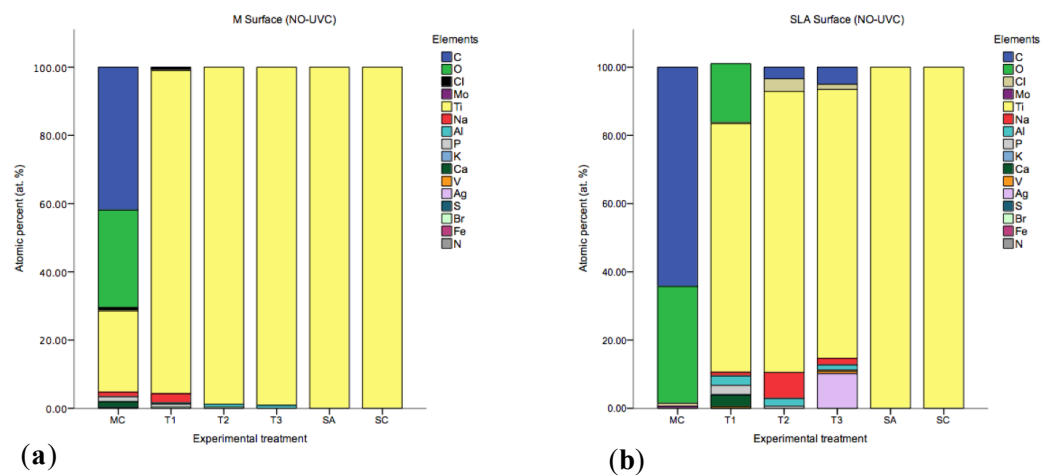 M Surface (NO-UVC)
Elements
C
O
Cl
Mo
Ti
Na
Al
P
K
Ca
V
Ag
S
Br
Fe
N
100.00
80.00
60.00
40.00
20.00
0.00
Atomic percent (at. %)
MC T1 T2 T3 SA SC
Experimental treatment
(a)
SLA Surface (NO-UVC)
Elements
C
O
Cl
Mo
Ti
Na
Al
P
K
Ca
V
Ag
S
Br
Fe
N
100.00
80.00
60.00
40.00
20.00
0.00
Atomic percent (at. %)
MC T1 T2 T3 SA SC
Experimental treatment
(b)